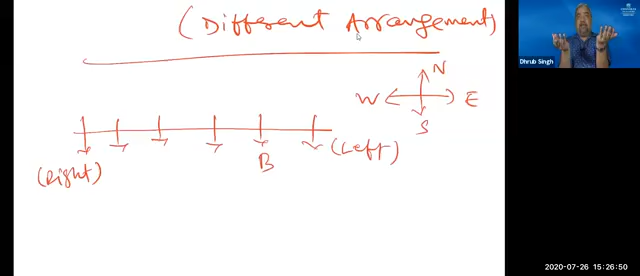 (Different Arrangement)
Dhrub Singh
N
W E
S
(Right) (Left)
B
2020-07-26 15:26:50